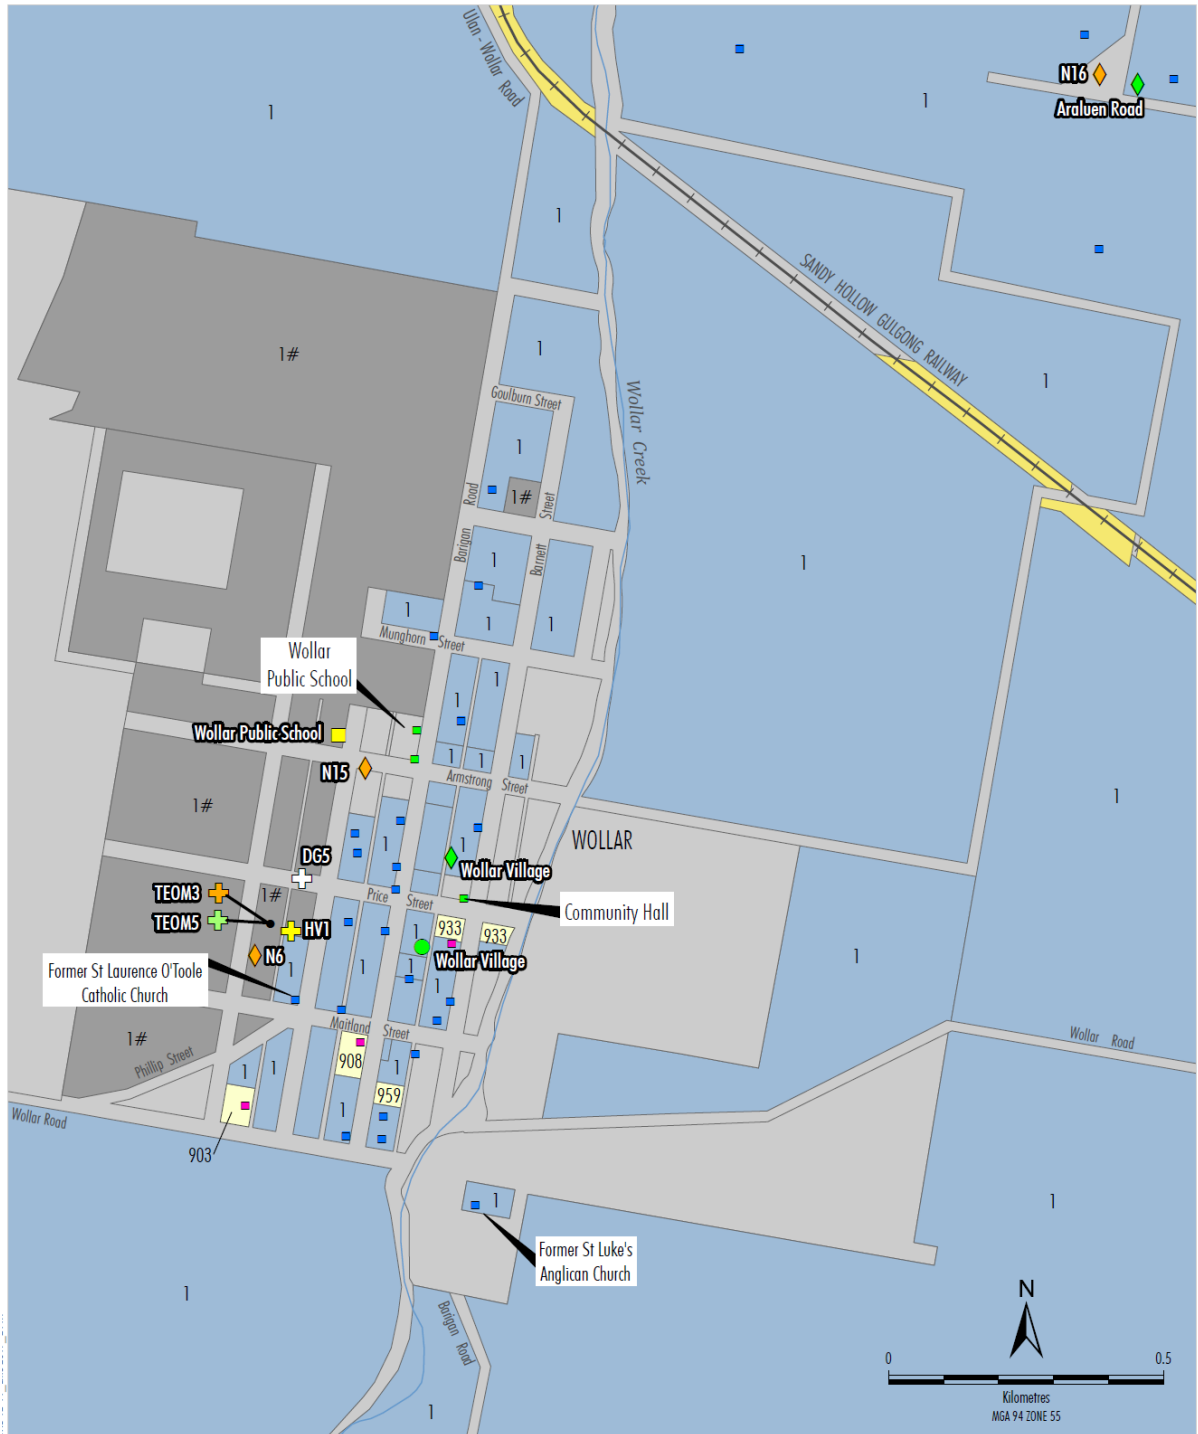 Ulan - Wollar Road
1
1
N16
Araluen Road
1
SANDY HOLLOW GULGONG RAILWAY
1#
1
1
Goulburn Street
Wollar Creek
1
1#
Road
Street
Barigan
Barnett
1
1
1
1
1
Munghorn Street
Wollar
Public School
1
1
Wollar Public School
N15
1
1
1
Armstrong Street
1#
1
WOLLAR
1
1
DG5
Wollar Village
TEOM3
1#
Price Street
Community Hall
TEOM5
HV1
1
933
933
N6
Wollar Village
1
Former St Laurence O'Toole
Catholic Church
1
1
1
1
Maitland Street
1#
Phillip Street
Wollar Road
908
1
1
1
959
Wollar Road
1
903
1
1
Former St Luke's
Anglican Church
1
Barigan Road
1
N
0
0.5
Kilometres
MGA 94 ZONE 55